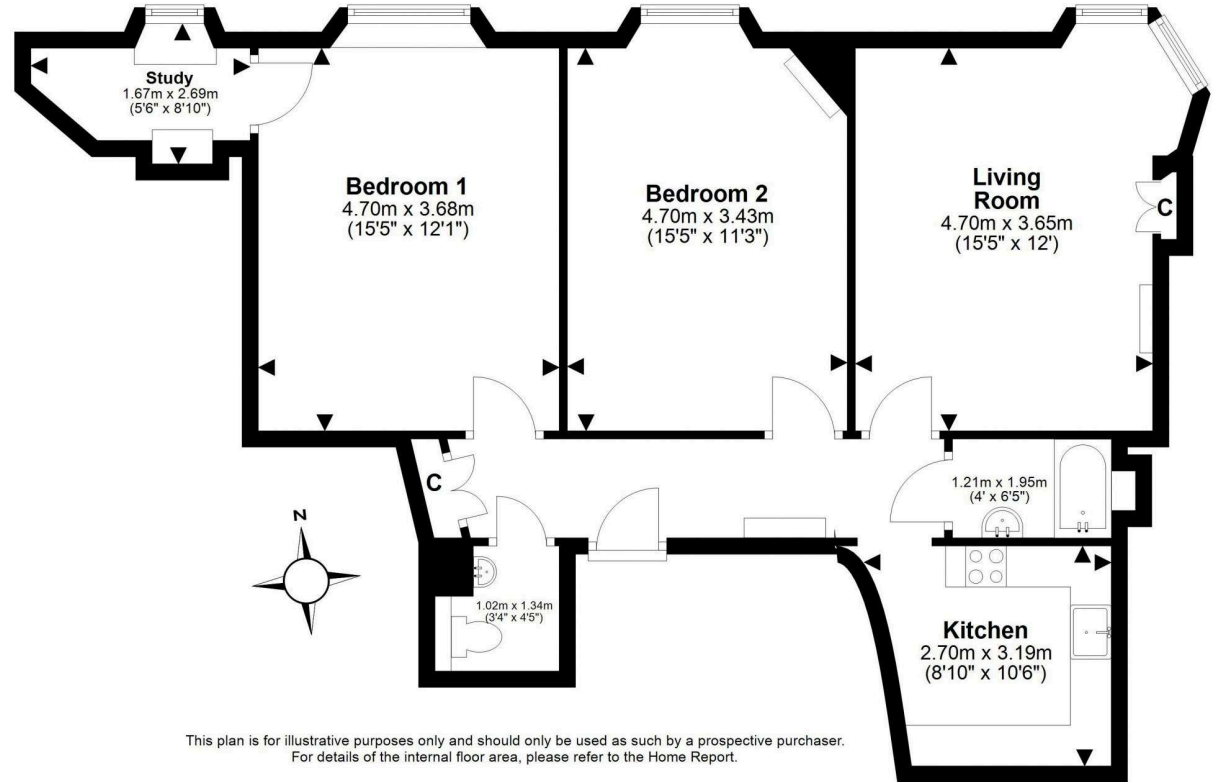 Study
1.67m x 2.69m
(5'6" x 8'10")
Bedroom 1
4.70m x 3.68m
(15'5" x 12'1")
Bedroom 2
4.70m x 3.43m
(15'5" x 11'3")
Living
Room
4.70m x 3.65m
(15'5" x 12')
C
C
1.21m x 1.95m
(4' x 6'5")
N
1.02m x 1.34m
(3'4" x 4'5")
Kitchen
2.70m x 3.19m
(8'10" x 10'6")
This plan is for illustrative purposes only and should only be used as such by a prospective purchaser.
For details of the internal floor area, please refer to the Home Report.